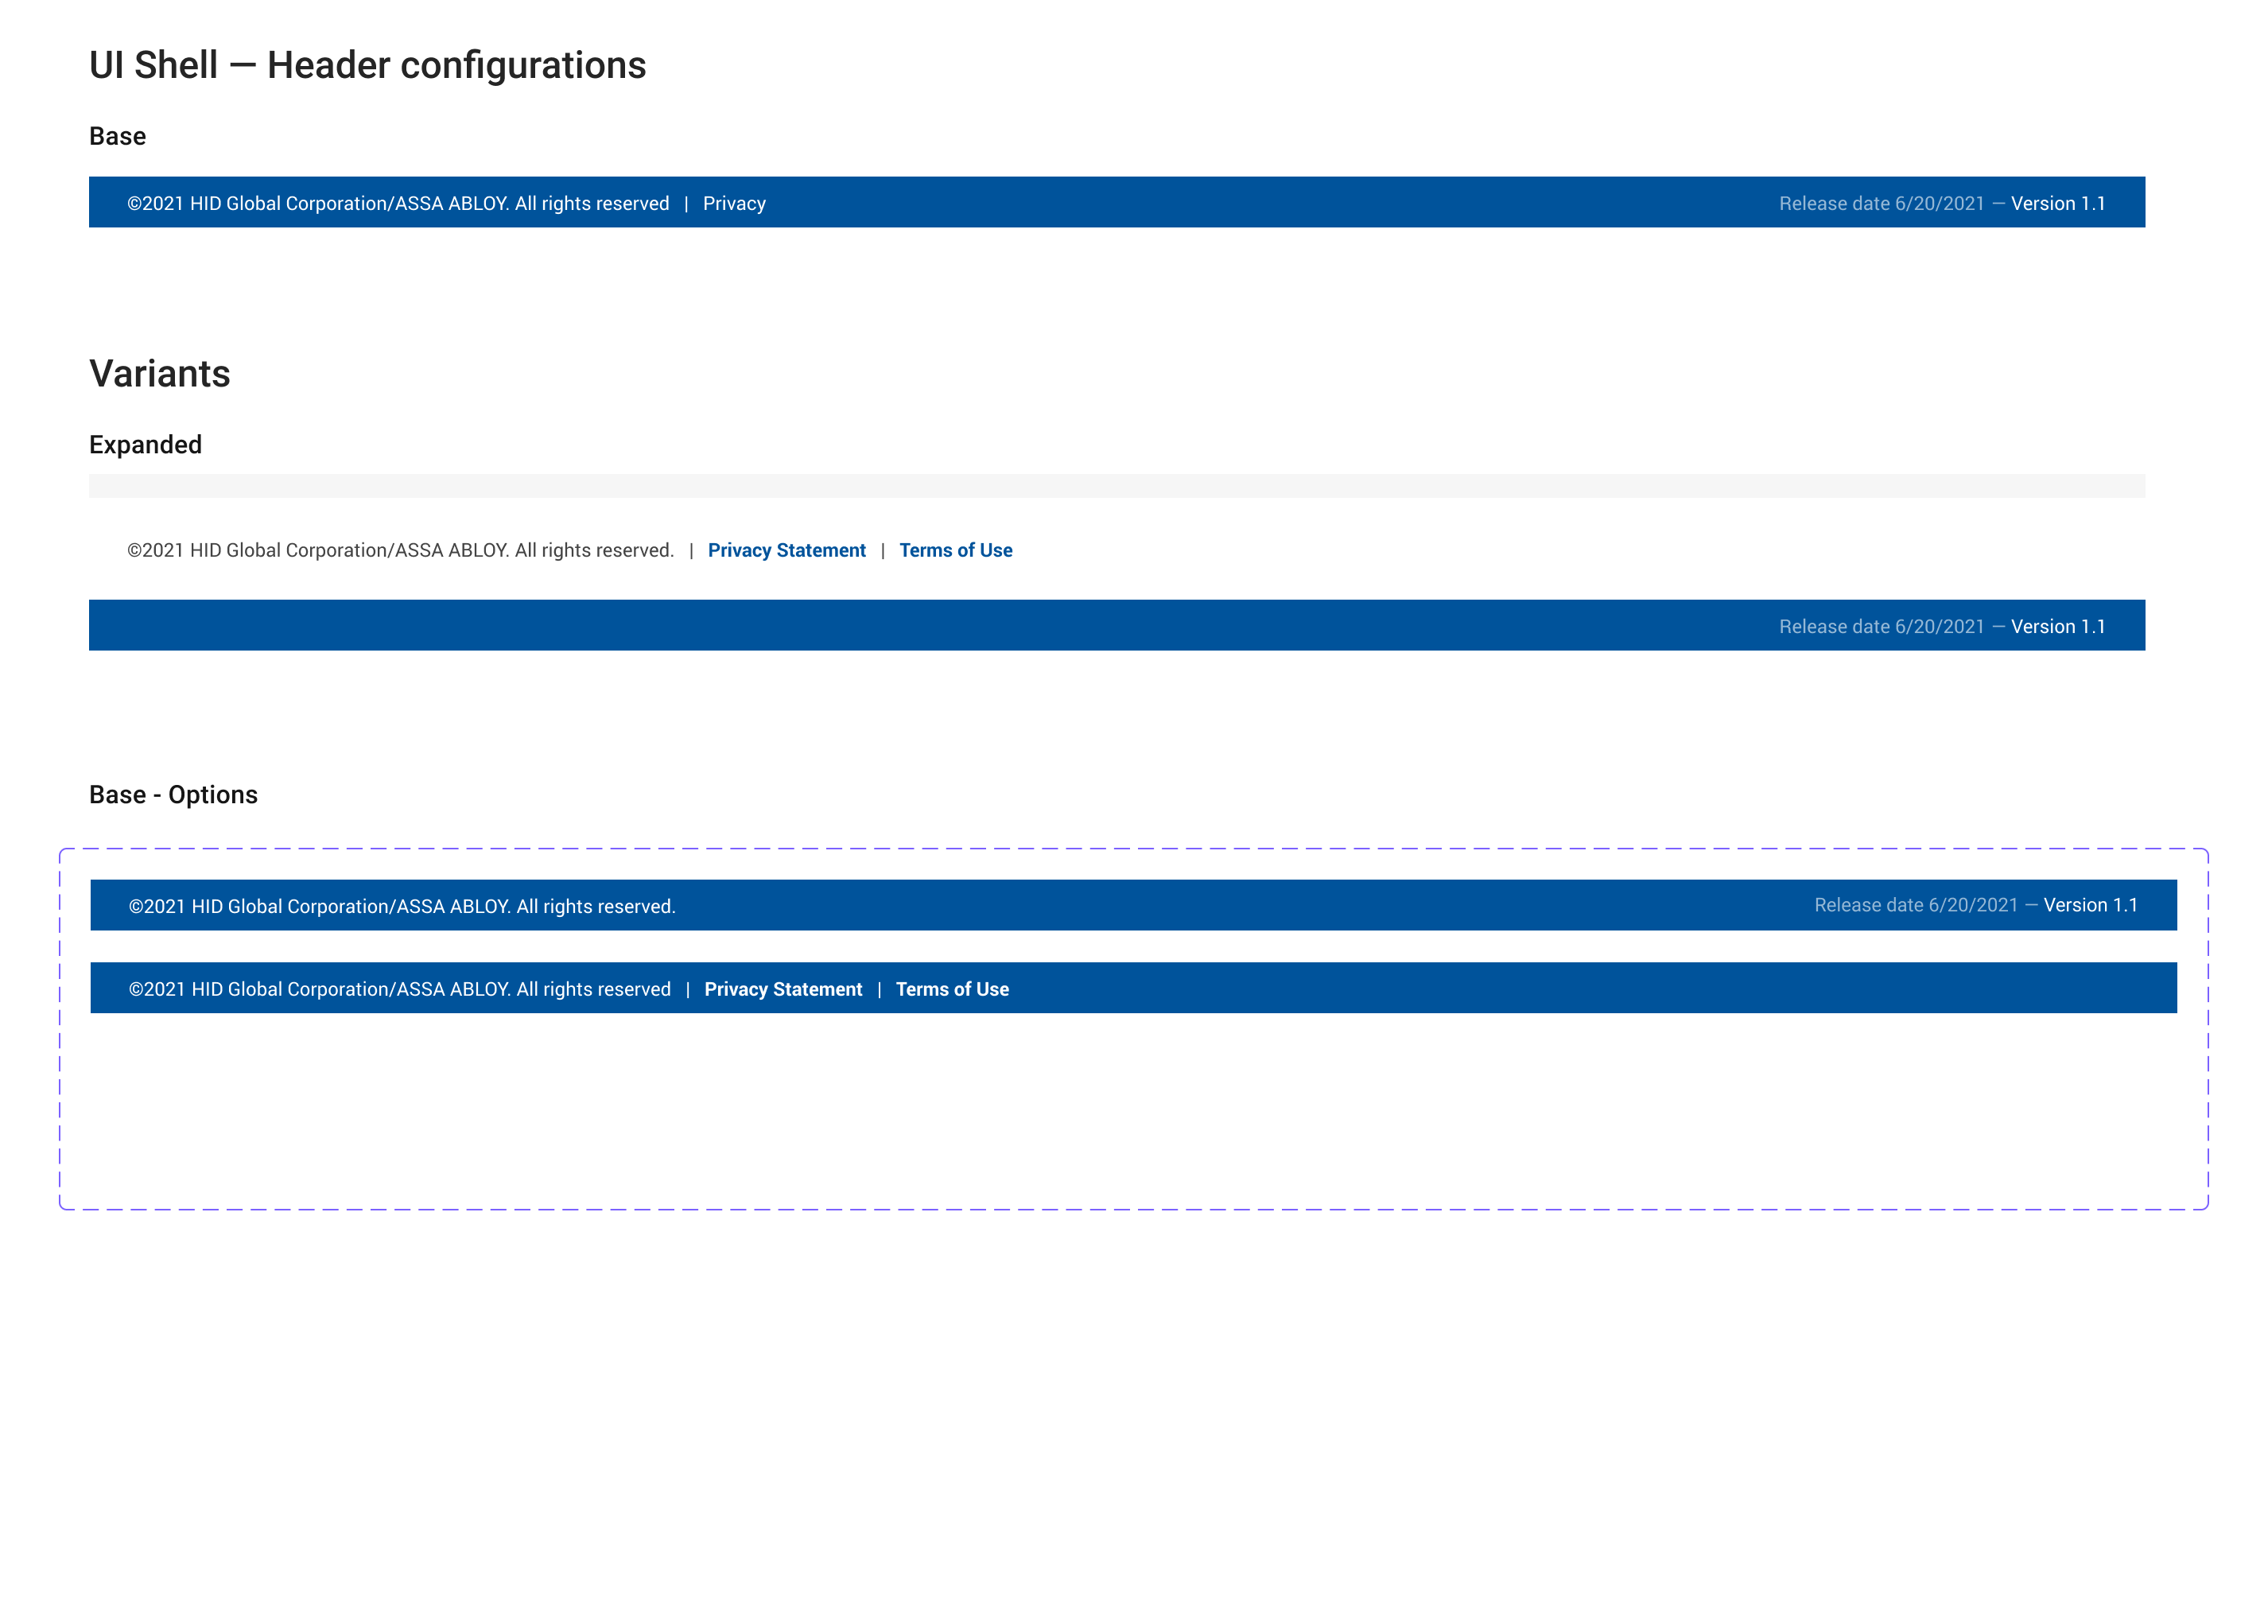 UI Shell — Header configurations
Base
©2021 HID Global Corporation/ASSA ABLOY. All rights reserved | Privacy Release date 6/20/2021 — Version 1.1
Variants
Expanded
©2021 HID Global Corporation/ASSA ABLOY. All rights reserved. | Privacy Statement | Terms of Use
Release date 6/20/2021 — Version 1.1
Base - Options
©2021 HID Global Corporation/ASSA ABLOY. All rights reserved. Release date 6/20/2021 — Version 1.1
©2021 HID Global Corporation/ASSA ABLOY. All rights reserved | Privacy Statement | Terms of Use